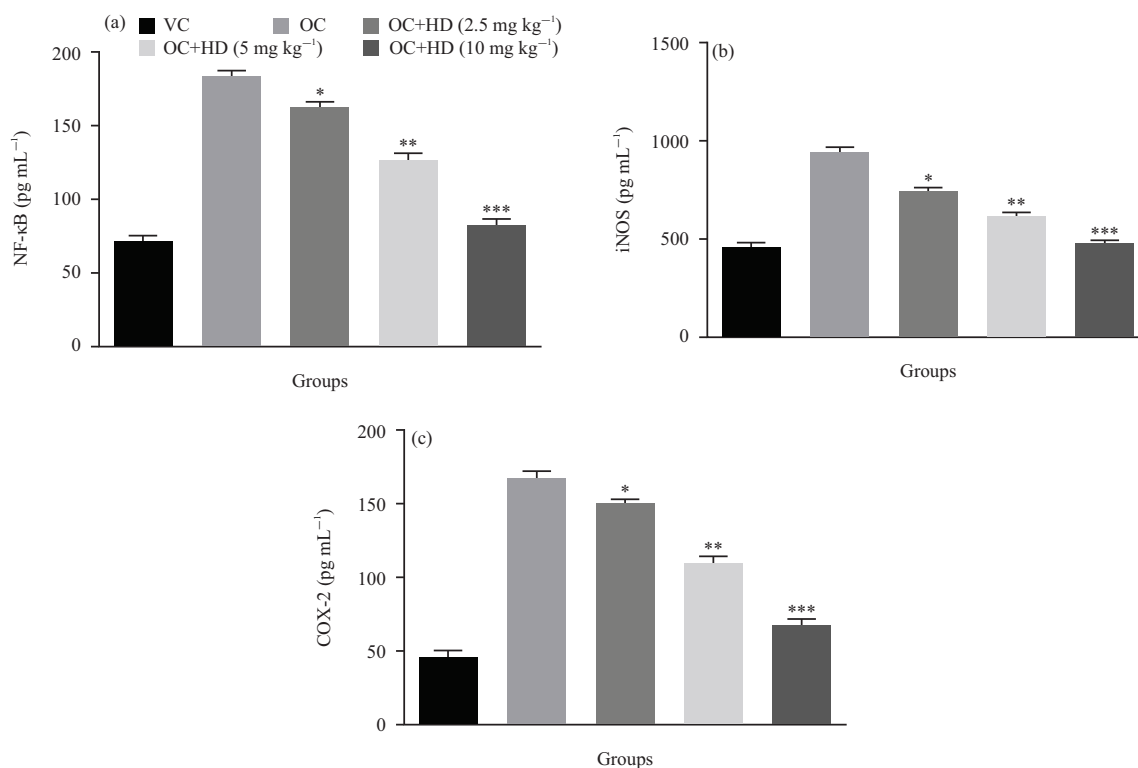 (a)
VC
OC
OC+HD (2.5 mg kg⁻¹)
OC+HD (5 mg kg⁻¹)
OC+HD (10 mg kg⁻¹)
200
150
100
50
0
NF-κB (pg mL⁻¹)
*
**
***
Groups
(b)
1500
1000
500
0
iNOS (pg mL⁻¹)
*
**
***
Groups
(c)
200
150
100
50
0
COX-2 (pg mL⁻¹)
*
**
***
Groups